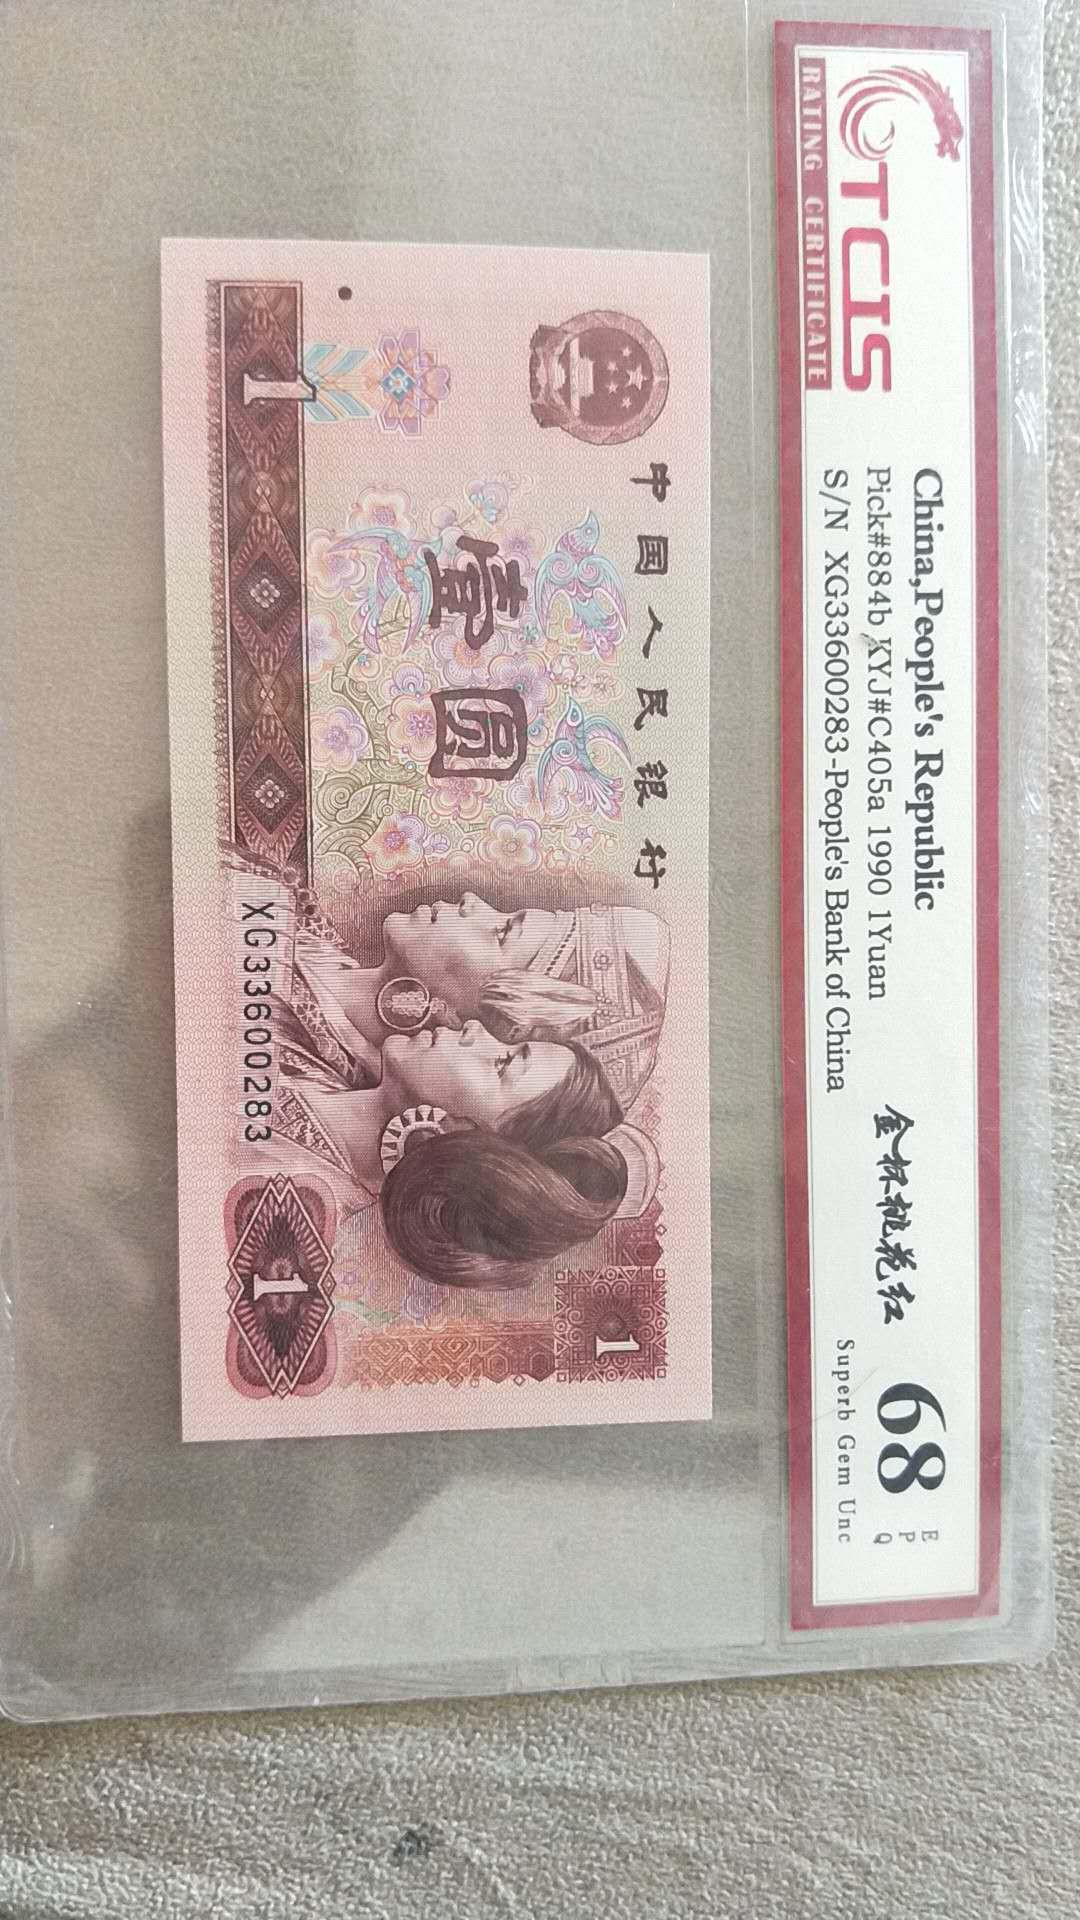 TCIS
RATING CERTIFICATE
China,People's Republic
Pick#884b KYJ#C405a 1990 1Yuan
S/N XG33600283-People's Bank of China
金杯桃花红
68
E
P
Q
Superb Gem Unc
中国人民银行
壹圆
1
XG33600283
1
1